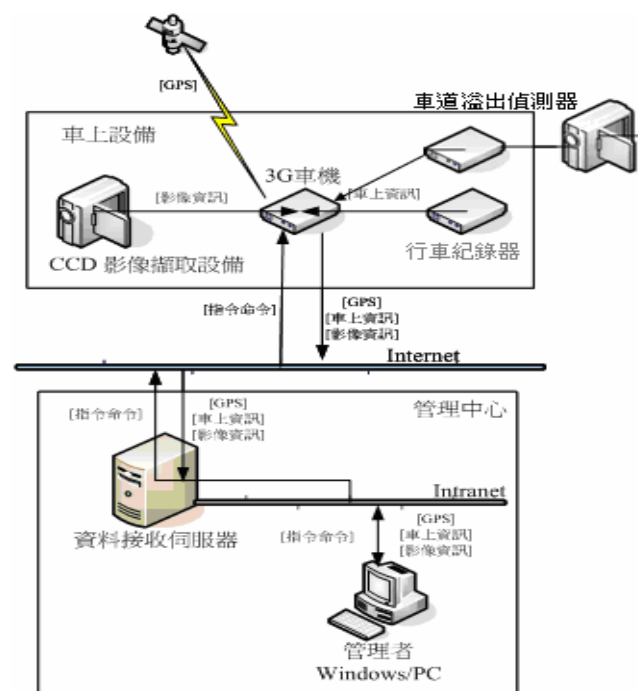 [GPS]
車道溢出偵測器
車上設備
3G車機
[影像資訊]
[車上資訊]
CCD 影像擷取設備
行車紀錄器
[指令命令]
[GPS]
[車上資訊]
[影像資訊]
Internet
管理中心
[指令命令]
[GPS]
[車上資訊]
[影像資訊]
Intranet
資料接收伺服器
[指令命令]
[GPS]
[車上資訊]
[影像資訊]
管理者
Windows/PC